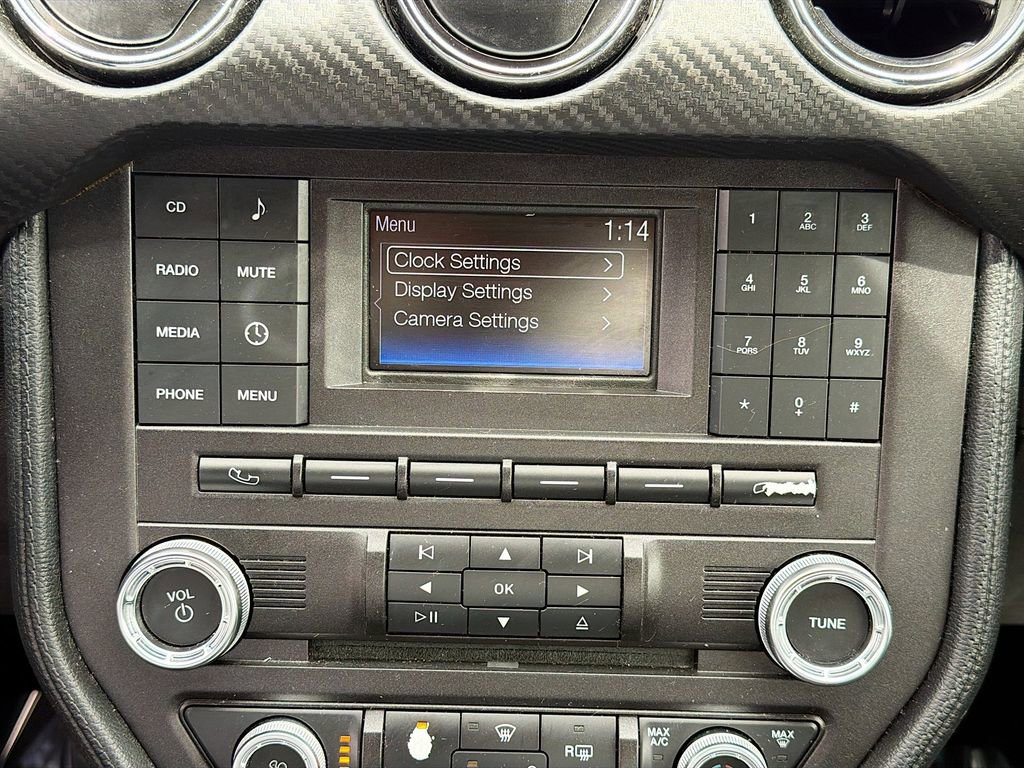 CD
RADIO
MUTE
MEDIA
PHONE
MENU
Menu
1:14
Clock Settings
Display Settings
Camera Settings
1
2
ABC
3
DEF
4
GHI
5
JKL
6
MNO
7
PQRS
8
TUV
9
WXYZ
*
0
+
#
VOL
OK
TUNE
R
MAX
A/C
MAX